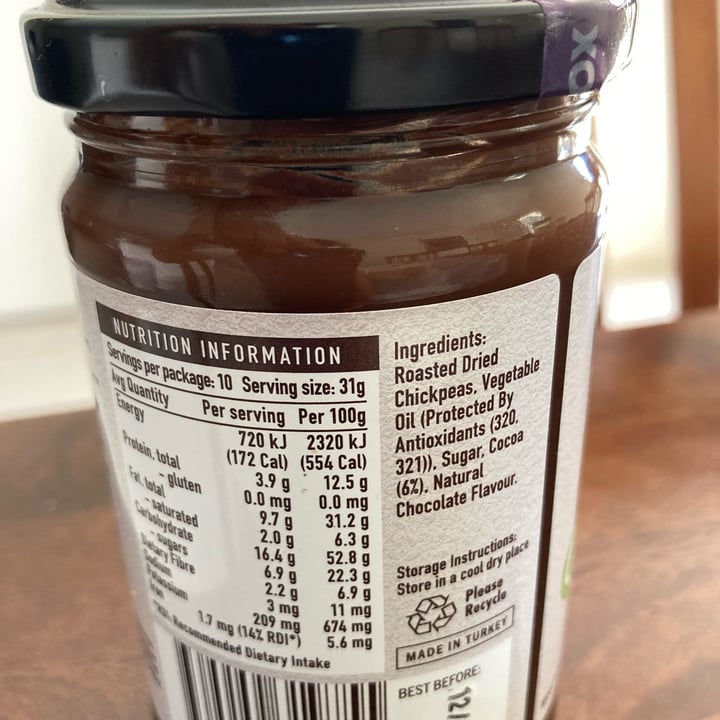 XO
NUTRITION INFORMATION
Servings per package: 10 Serving size: 31g
Avg Quantity Per serving Per 100g
Energy 720 kJ 2320 kJ
(172 Cal) (554 Cal)
Protein, total 3.9 g 12.5 g
- gluten 0.0 mg 0.0 mg
Fat, total 9.7 g 31.2 g
- saturated 2.0 g 6.3 g
Carbohydrate 16.4 g 52.8 g
- sugars 6.9 g 22.3 g
Dietary Fibre 2.2 g 6.9 g
Sodium 3 mg 11 mg
Potassium 209 mg 674 mg
Iron 1.7 mg (14% RDI*) 5.6 mg
*RDI: Recommended Dietary Intake
Ingredients:
Roasted Dried
Chickpeas, Vegetable
Oil (Protected By
Antioxidants (320,
321)), Sugar, Cocoa
(6%), Natural
Chocolate Flavour.
Storage Instructions:
Store in a cool dry place
Please
Recycle
MADE IN TURKEY
BEST BEFORE:
12/